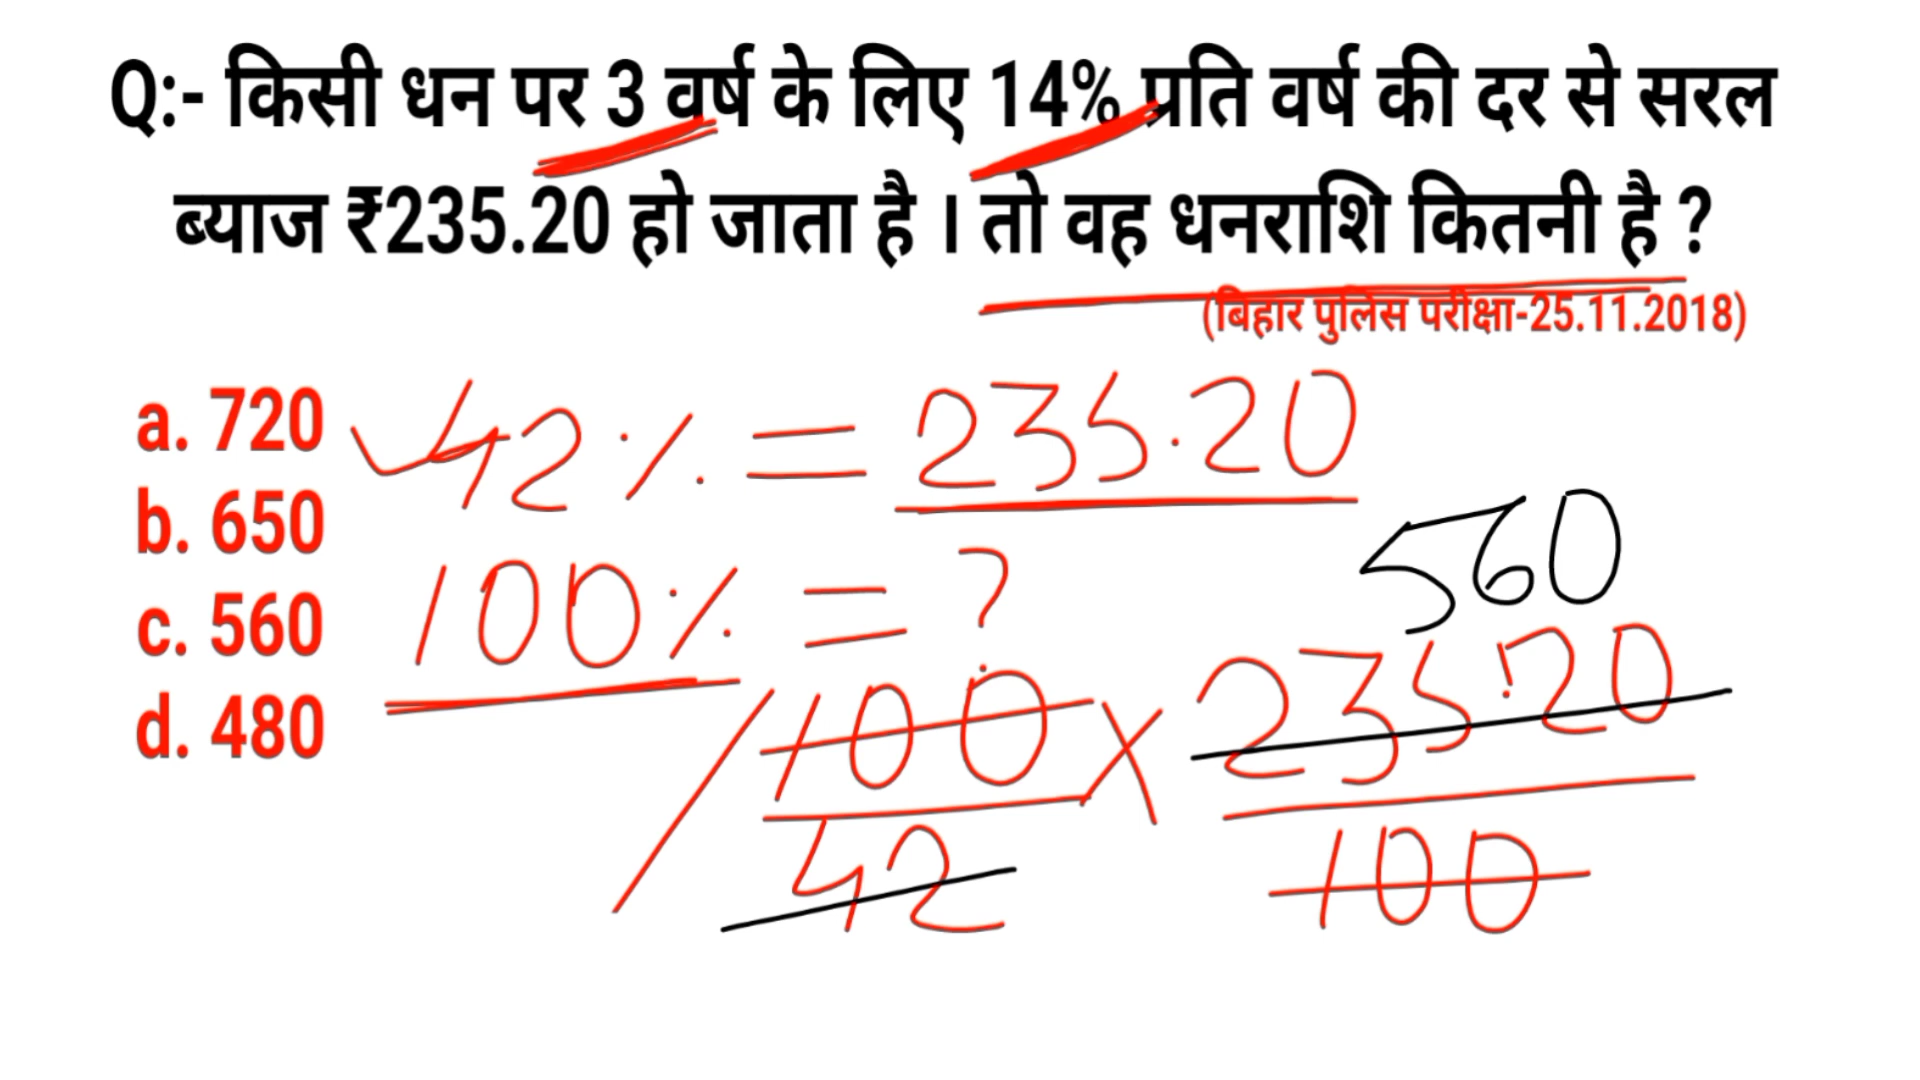 Q:- किसी धन पर 3 वर्ष के लिए 14% प्रति वर्ष की दर से सरल
ब्याज ₹235.20 हो जाता है । तो वह धनराशि कितनी है ?
(बिहार पुलिस परीक्षा-25.11.2018)
a. 720
b. 650
c. 560
d. 480
42% = 235.20
100% = ?
560
100 × 235.20
42 100